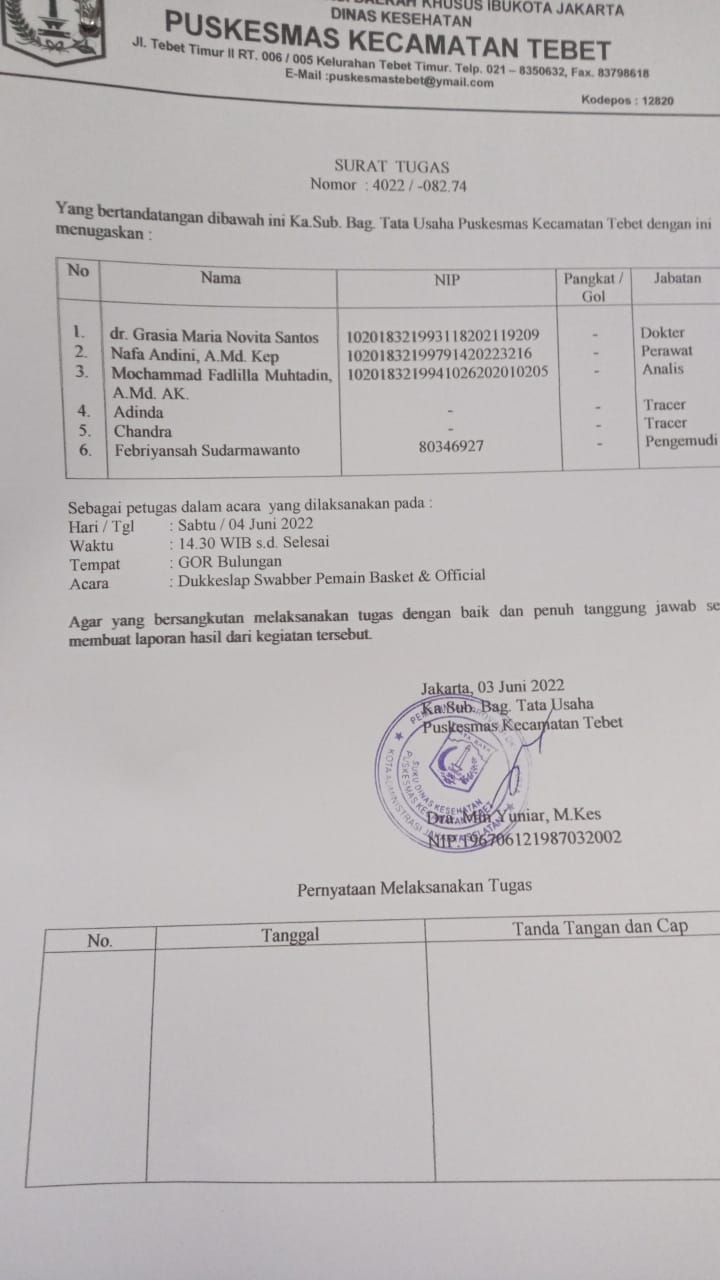 KHUSUS IBUKOTA JAKARTA
DINAS KESEHATAN
PUSKESMAS KECAMATAN TEBET
Jl. Tebet Timur II RT. 006 / 005 Kelurahan Tebet Timur. Telp. 021 – 8350632, Fax. 83798618
E-Mail :puskesmastebet@ymail.com
Kodepos : 12820
SURAT TUGAS
Nomor : 4022 / -082.74
Yang bertandatangan dibawah ini Ka.Sub. Bag. Tata Usaha Puskesmas Kecamatan Tebet dengan ini
menugaskan :
No Nama NIP Pangkat / Gol Jabatan
1. dr. Grasia Maria Novita Santos 102018321993118202119209 - Dokter
2. Nafa Andini, A.Md. Kep 10201832199791420223216 - Perawat
3. Mochammad Fadlilla Muhtadin, 1020183219941026202010205 - Analis
A.Md. AK.
4. Adinda - - Tracer
5. Chandra - - Tracer
6. Febriyansah Sudarmawanto 80346927 - Pengemudi
Sebagai petugas dalam acara yang dilaksanakan pada :
Hari / Tgl : Sabtu / 04 Juni 2022
Waktu : 14.30 WIB s.d. Selesai
Tempat : GOR Bulungan
Acara : Dukkeslap Swabber Pemain Basket & Official
Agar yang bersangkutan melaksanakan tugas dengan baik dan penuh tanggung jawab se
membuat laporan hasil dari kegiatan tersebut.
Jakarta, 03 Juni 2022
Ka.Sub. Bag. Tata Usaha
Puskesmas Kecamatan Tebet
KOTA ADMINISTRASI JAKARTA SELATAN
SUKU DINAS KESEHATAN
Dra. Min Yuniar, M.Kes
NIP.196706121987032002
Pernyataan Melaksanakan Tugas
No. Tanggal Tanda Tangan dan Cap